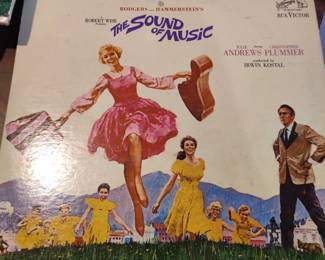 RODGERS and HAMMERSTEIN'S
A
ROBERT WISE
THE SOUND
OF MUSIC
RCA VICTOR
JULIE
CHRISTOPHER
ANDREWS · PLUMMER
conducted by
IRWIN KOSTAL